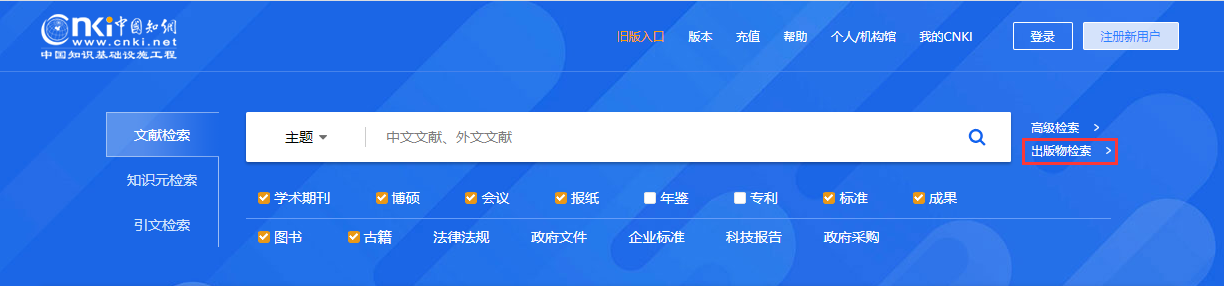 Cnki中国知网
www.cnki.net
中国知识基础设施工程
旧版入口 版本 充值 帮助 个人/机构馆 我的CNKI 登录 注册新用户
文献检索 主题 中文文献、外文文献 高级检索 >
出版物检索 >
知识元检索
学术期刊 博硕 会议 报纸 年鉴 专利 标准 成果
引文检索
图书 古籍 法律法规 政府文件 企业标准 科技报告 政府采购